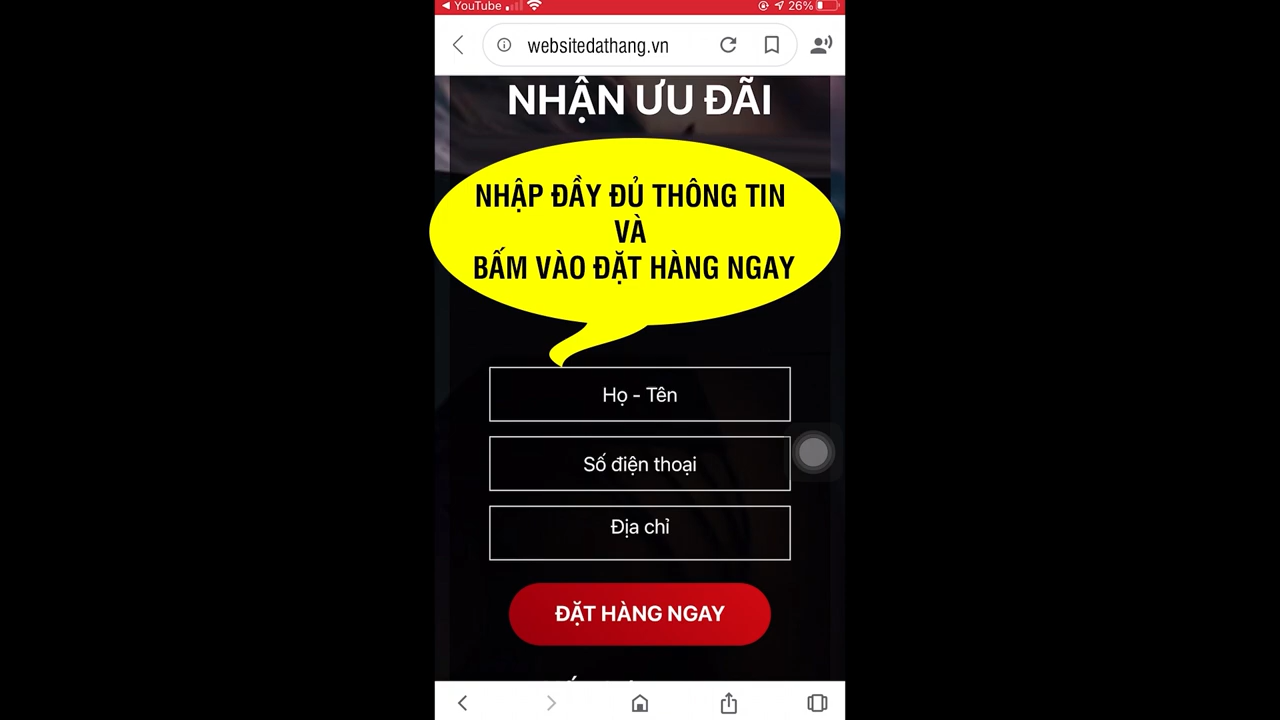 YouTube
26%
websitedathang.vn
NHẬN ƯU ĐÃI
NHẬP ĐẦY ĐỦ THÔNG TIN
VÀ
BẤM VÀO ĐẶT HÀNG NGAY
Họ - Tên
Số điện thoại
Địa chỉ
ĐẶT HÀNG NGAY